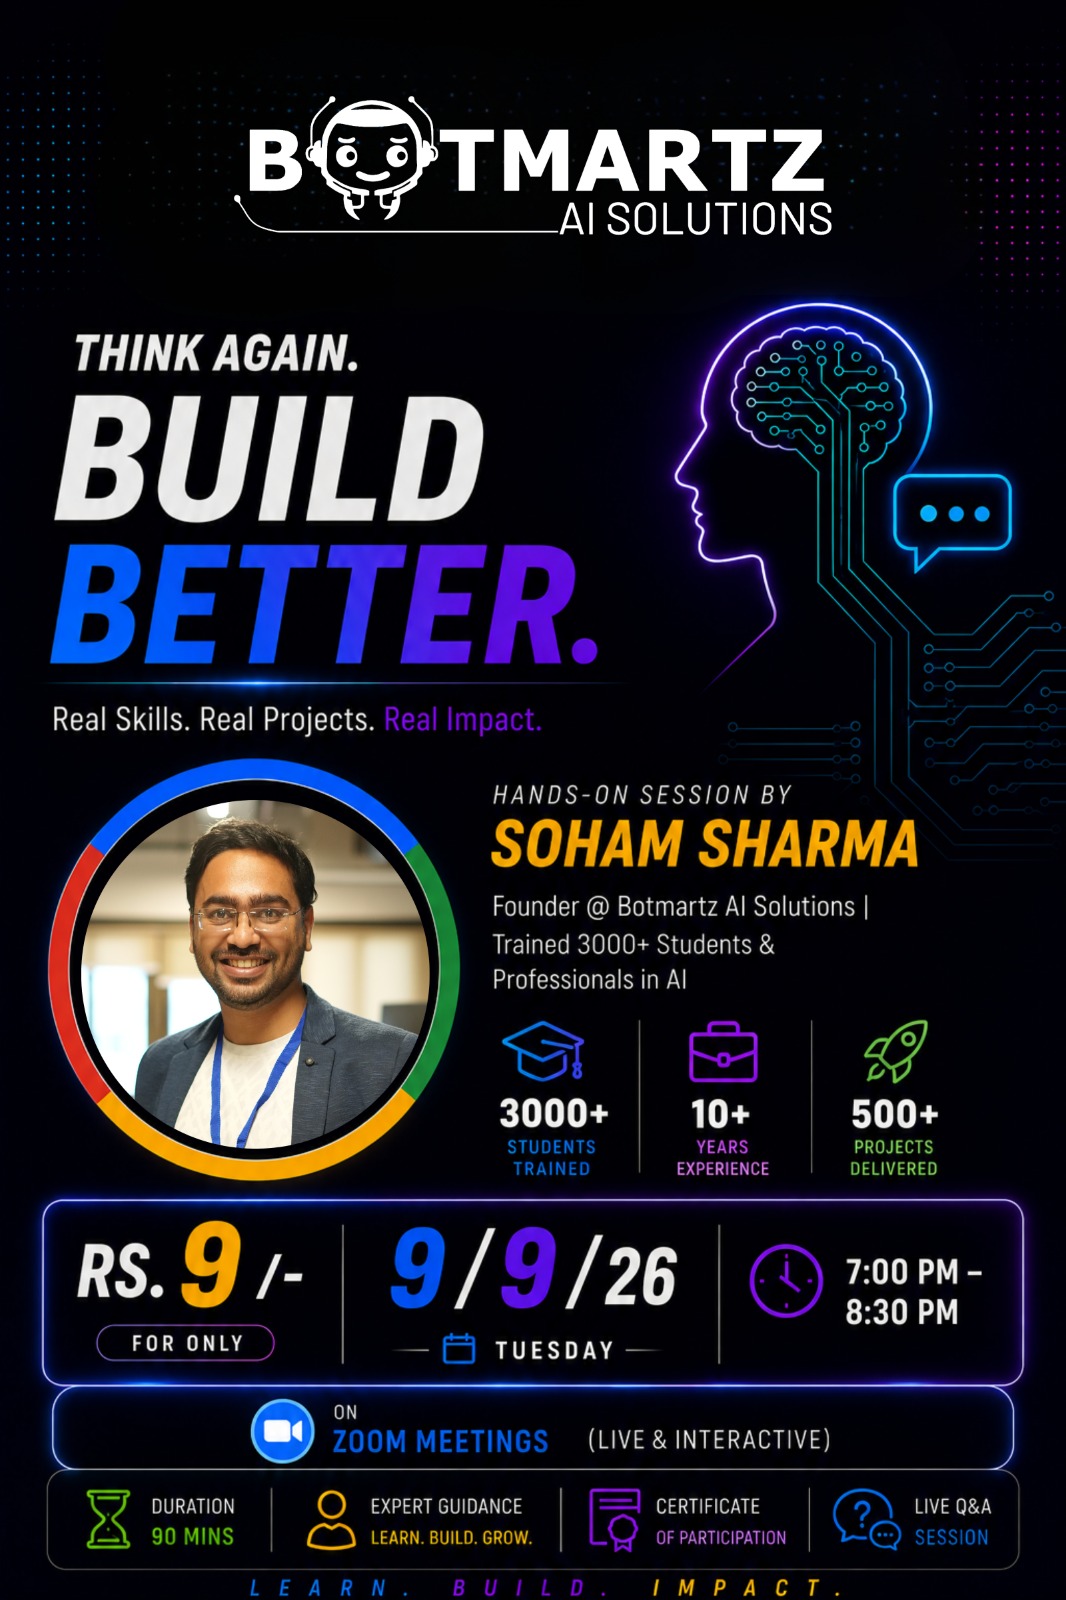 BOTMARTZ
AI SOLUTIONS
THINK AGAIN.
BUILD
BETTER.
Real Skills. Real Projects. Real Impact.
HANDS-ON SESSION BY
SOHAM SHARMA
Founder @ Botmartz AI Solutions |
Trained 3000+ Students &
Professionals in AI
3000+
STUDENTS
TRAINED
10+
YEARS
EXPERIENCE
500+
PROJECTS
DELIVERED
RS. 9 /-
FOR ONLY
9/9/26
TUESDAY
7:00 PM –
8:30 PM
ON
ZOOM MEETINGS (LIVE & INTERACTIVE)
DURATION
90 MINS
EXPERT GUIDANCE
LEARN. BUILD. GROW.
CERTIFICATE
OF PARTICIPATION
LIVE Q&A
SESSION
LEARN. BUILD. IMPACT.